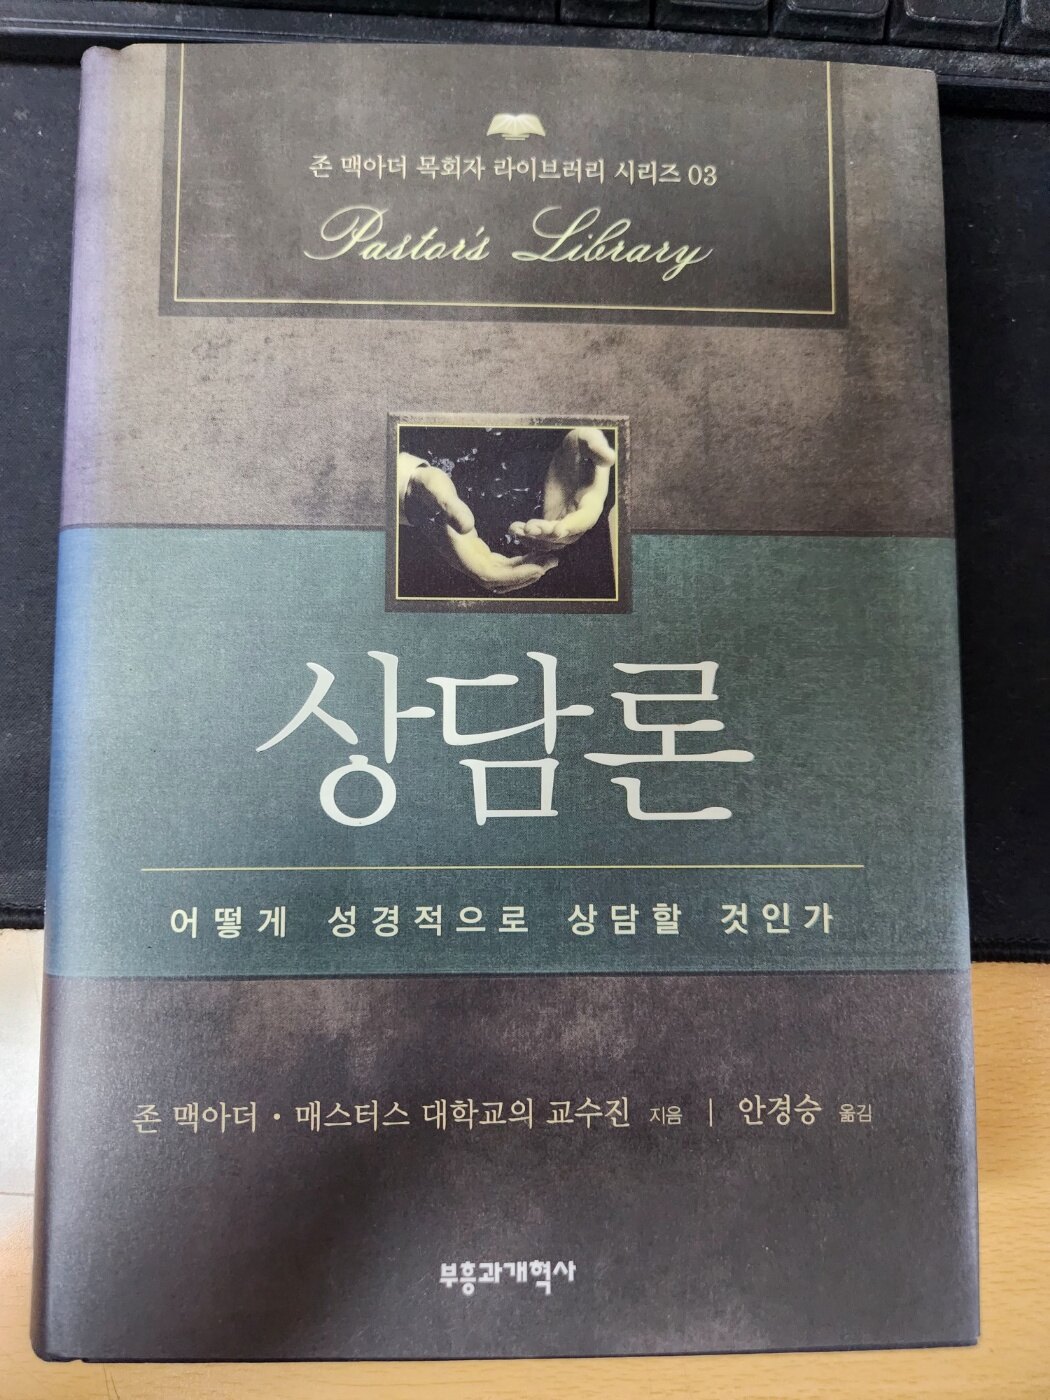 존 맥아더 목회자 라이브러리 시리즈 03
Pastor's Library
상담론
어떻게 성경적으로 상담할 것인가
존 맥아더 · 매스터스 대학교의 교수진 지음 | 안경승 옮김
부흥과개혁사